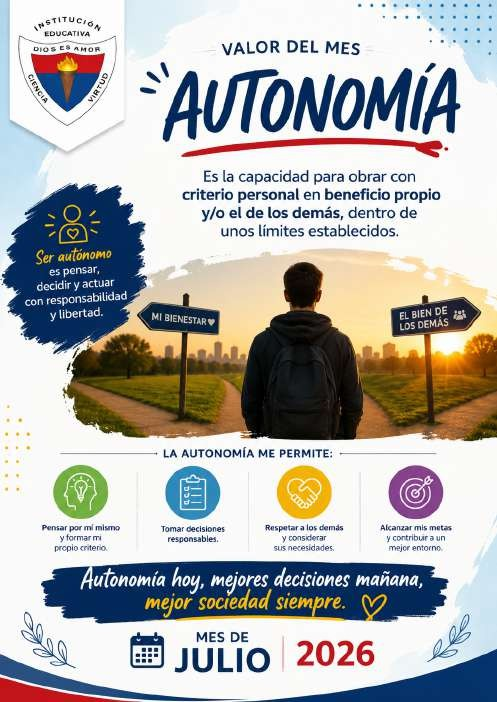 INSTITUCIÓN
EDUCATIVA
DIOS ES AMOR
CIENCIA
VIRTUD
VALOR DEL MES
AUTONOMÍA
Es la capacidad para obrar con
criterio personal en beneficio propio
y/o el de los demás, dentro de
unos límites establecidos.
Ser autónomo
es pensar,
decidir y actuar
con responsabilidad
y libertad.
MI BIENESTAR
EL BIEN DE
LOS DEMÁS
LA AUTONOMÍA ME PERMITE:
Pensar por mí mismo
y formar mi
propio criterio.
Tomar decisiones
responsables.
Respetar a los demás
y considerar
sus necesidades.
Alcanzar mis metas
y contribuir a un
mejor entorno.
Autonomía hoy, mejores decisiones mañana,
mejor sociedad siempre.
MES DE
JULIO
2026